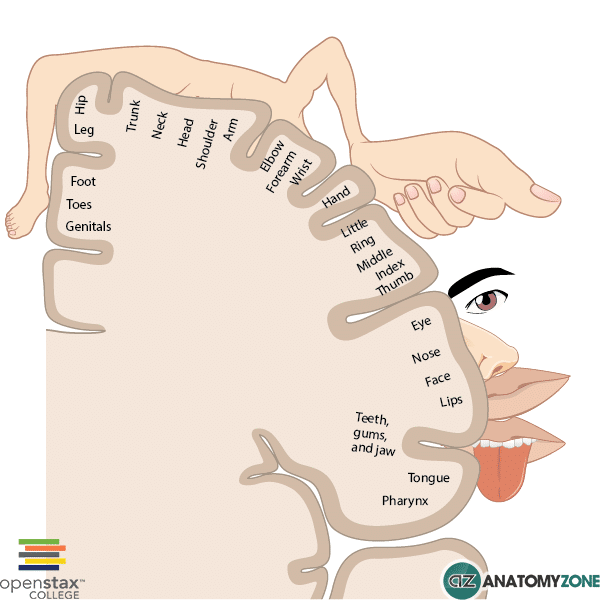 Hip
Leg
Foot
Toes
Genitals
Trunk
Neck
Head
Shoulder
Arm
Elbow
Forearm
Wrist
Hand
Little
Ring
Middle
Index
Thumb
Eye
Nose
Face
Lips
Teeth,
gums,
and jaw
Tongue
Pharynx
openstax™
COLLEGE
AZ ANATOMYZONE